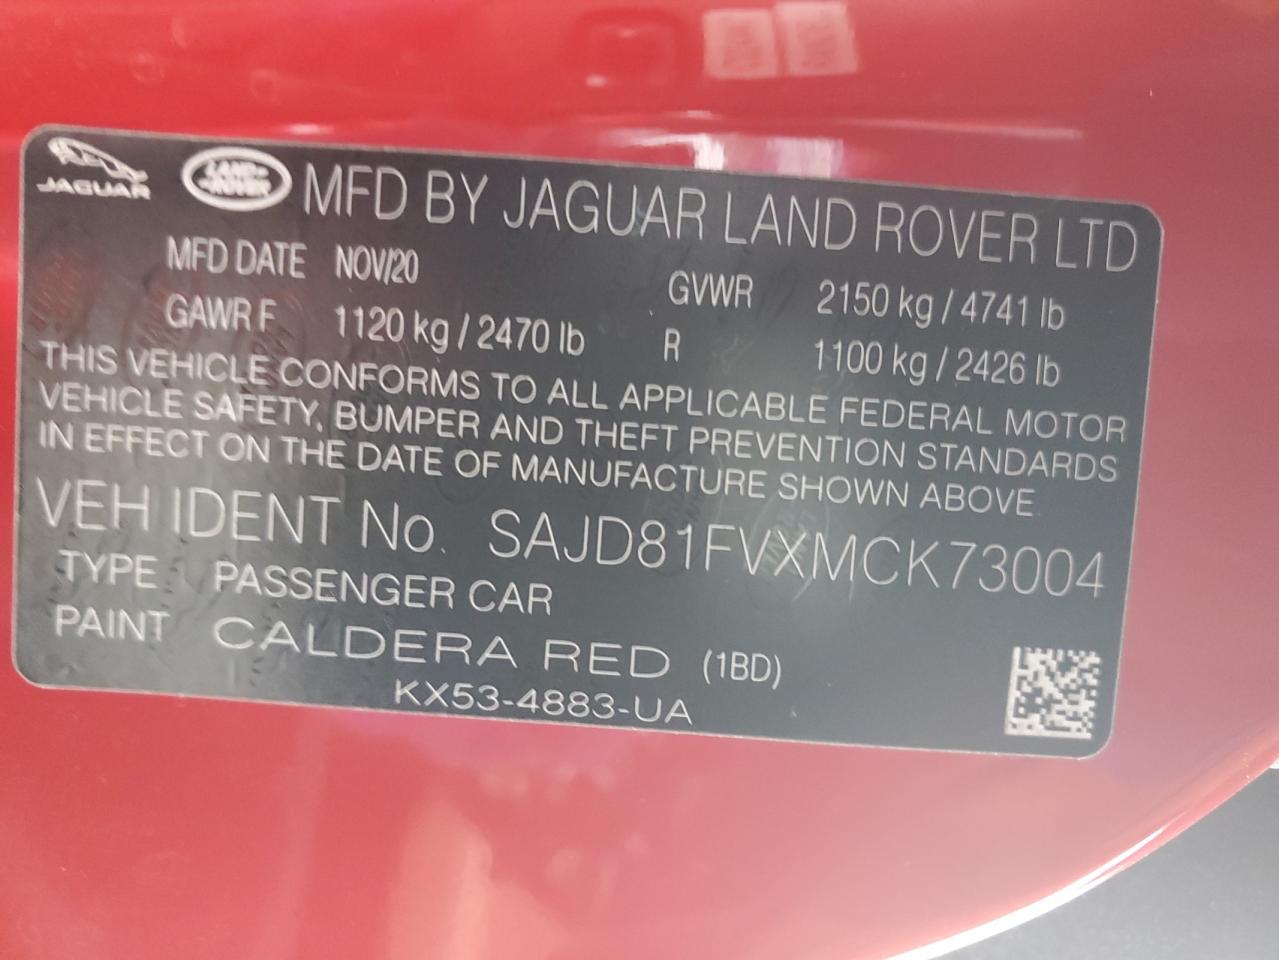 JAGUAR
LAND ROVER
MFD BY JAGUAR LAND ROVER LTD
MFD DATE NOV/20
GVWR 2150 kg / 4741 lb
GAWR F 1120 kg / 2470 lb R 1100 kg / 2426 lb
THIS VEHICLE CONFORMS TO ALL APPLICABLE FEDERAL MOTOR
VEHICLE SAFETY, BUMPER AND THEFT PREVENTION STANDARDS
IN EFFECT ON THE DATE OF MANUFACTURE SHOWN ABOVE
VEH IDENT No. SAJD81FVXMCK73004
TYPE PASSENGER CAR
PAINT CALDERA RED (1BD)
KX53-4883-UA